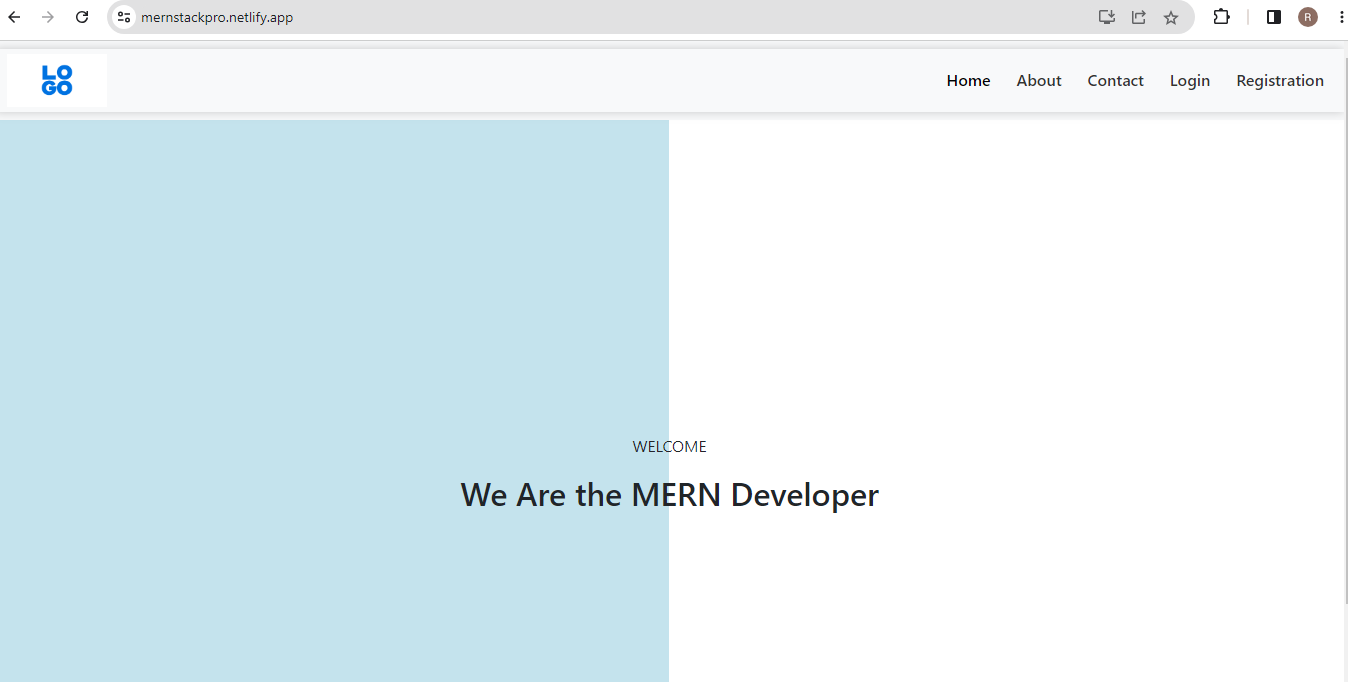 mernstackpro.netlify.app
R
LO
GO
Home About Contact Login Registration
WELCOME
We Are the MERN Developer